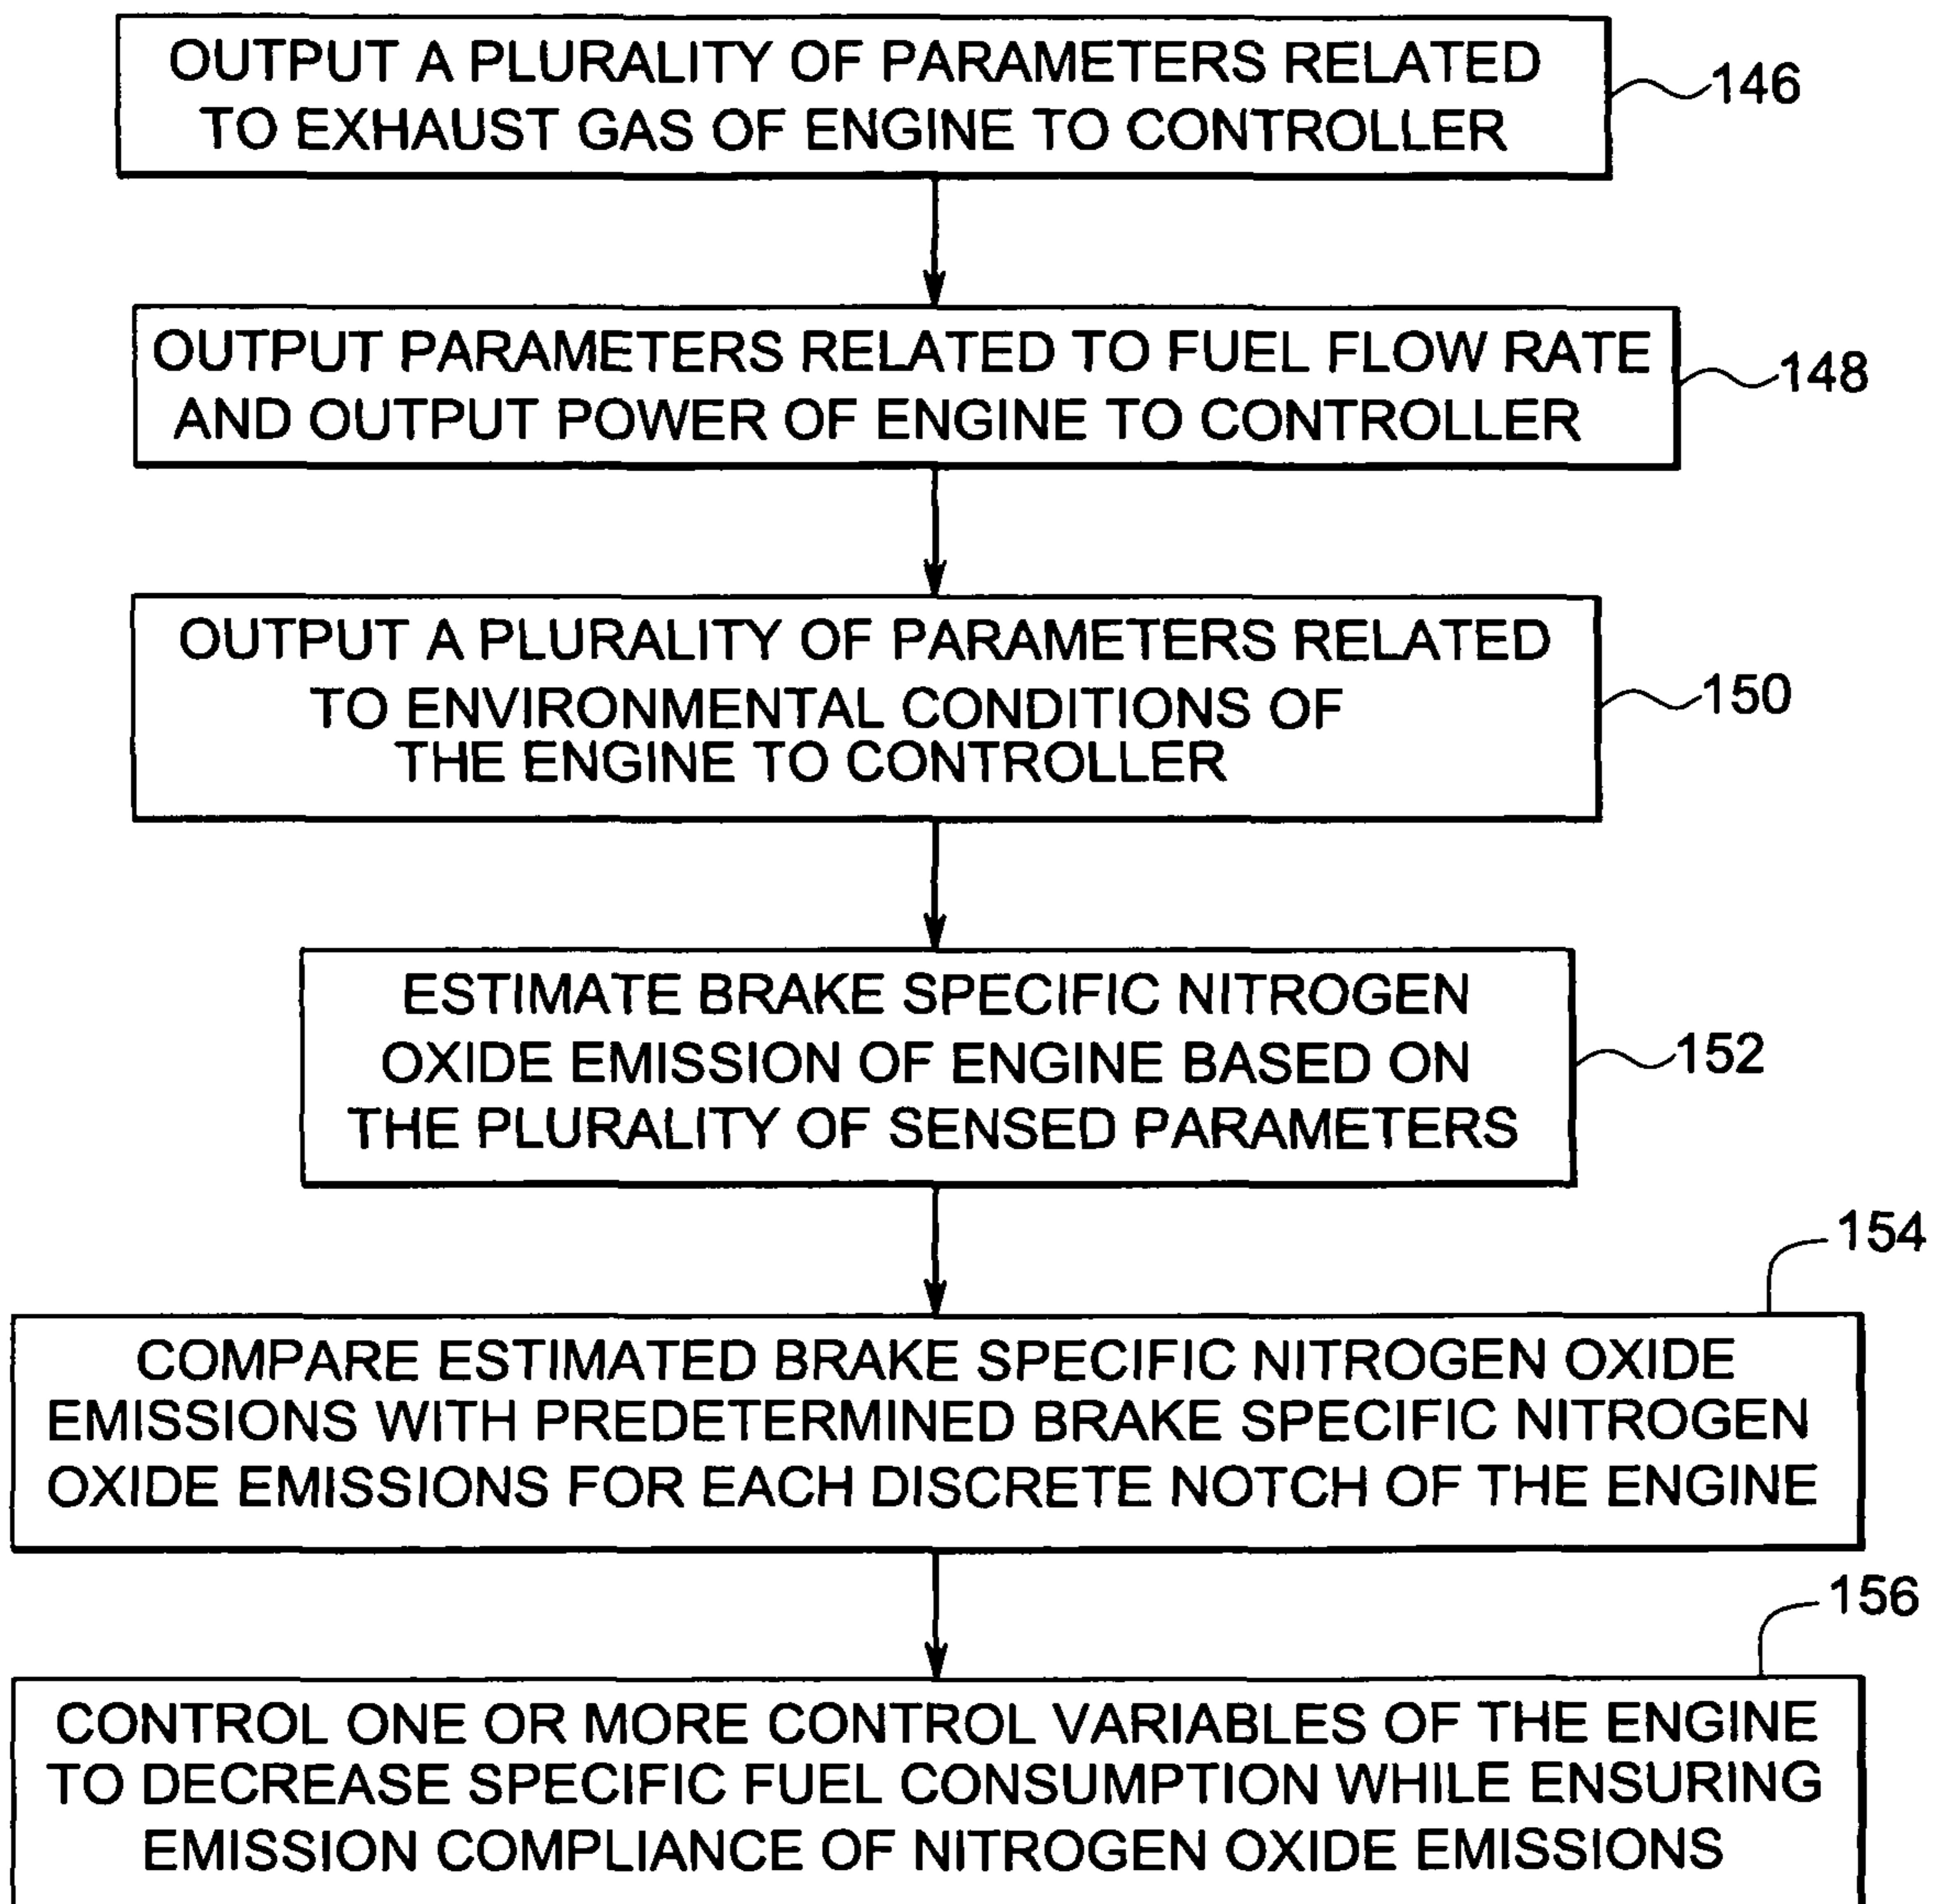 OUTPUT A PLURALITY OF PARAMETERS RELATED
TO EXHAUST GAS OF ENGINE TO CONTROLLER
146
OUTPUT PARAMETERS RELATED TO FUEL FLOW RATE
AND OUTPUT POWER OF ENGINE TO CONTROLLER
148
OUTPUT A PLURALITY OF PARAMETERS RELATED
TO ENVIRONMENTAL CONDITIONS OF
THE ENGINE TO CONTROLLER
150
ESTIMATE BRAKE SPECIFIC NITROGEN
OXIDE EMISSION OF ENGINE BASED ON
THE PLURALITY OF SENSED PARAMETERS
152
154
COMPARE ESTIMATED BRAKE SPECIFIC NITROGEN OXIDE
EMISSIONS WITH PREDETERMINED BRAKE SPECIFIC NITROGEN
OXIDE EMISSIONS FOR EACH DISCRETE NOTCH OF THE ENGINE
156
CONTROL ONE OR MORE CONTROL VARIABLES OF THE ENGINE
TO DECREASE SPECIFIC FUEL CONSUMPTION WHILE ENSURING
EMISSION COMPLIANCE OF NITROGEN OXIDE EMISSIONS